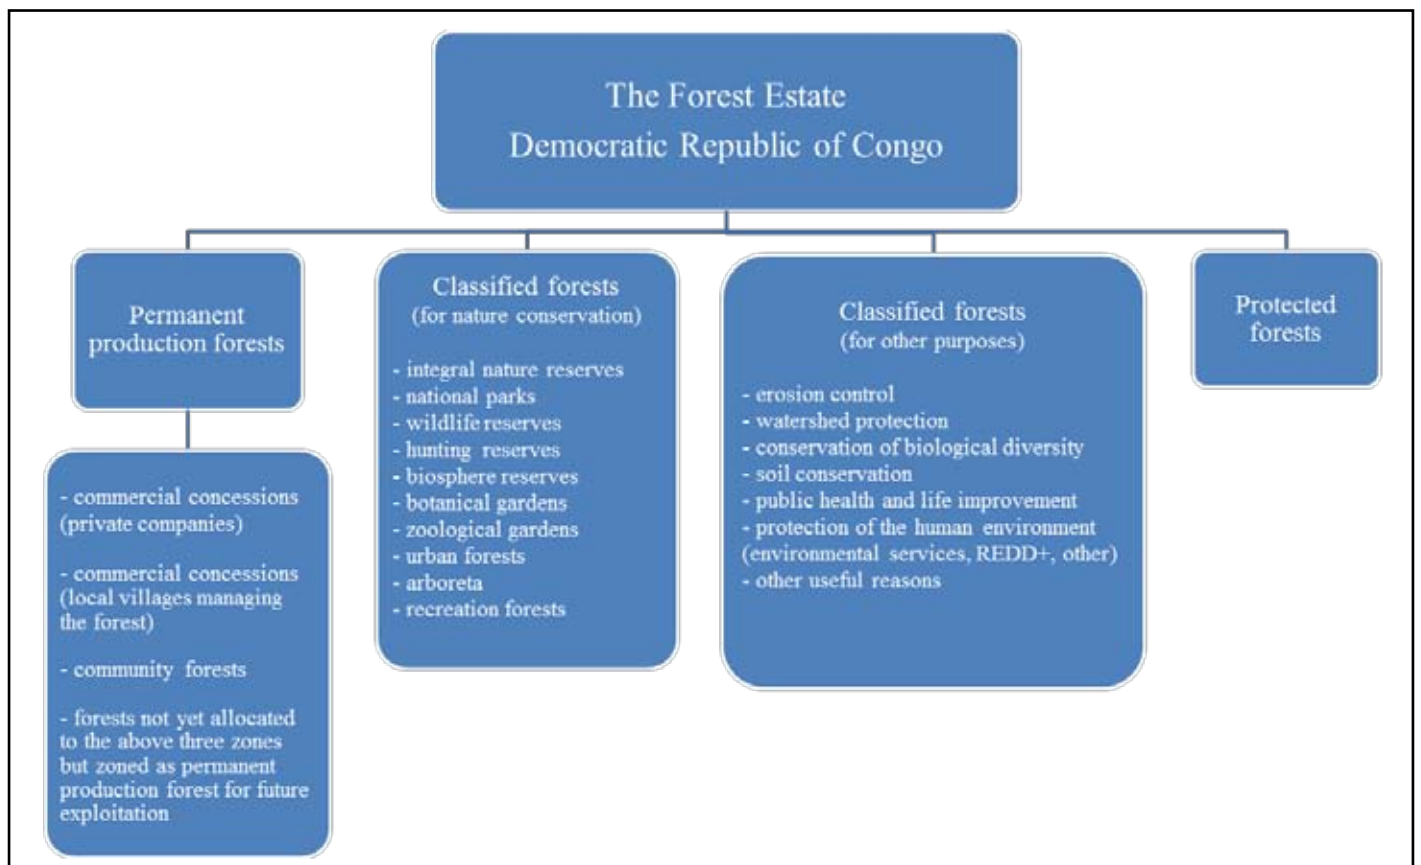 The Forest Estate
Democratic Republic of Congo
Permanent
production forests
- commercial concessions
(private companies)
- commercial concessions
(local villages managing
the forest)
- community forests
- forests not yet allocated
to the above three zones
but zoned as permanent
production forest for future
exploitation
Classified forests
(for nature conservation)
- integral nature reserves
- national parks
- wildlife reserves
- hunting reserves
- biosphere reserves
- botanical gardens
- zoological gardens
- urban forests
- arboreta
- recreation forests
Classified forests
(for other purposes)
- erosion control
- watershed protection
- conservation of biological diversity
- soil conservation
- public health and life improvement
- protection of the human environment
(environmental services, REDD+, other)
- other useful reasons
Protected
forests